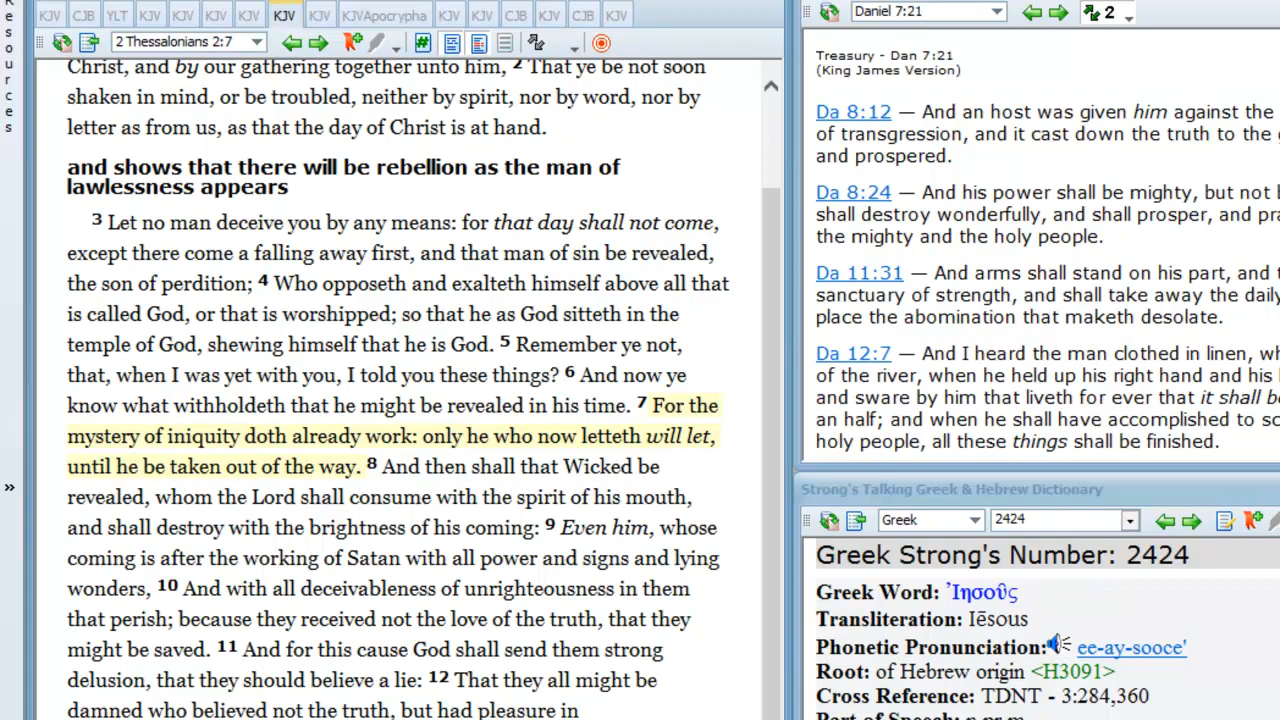 Resources
KJV CJB YLT KJV KJV KJV KJV KJV KJV KJVApocrypha KJV KJV CJB KJV CJB KJV
2 Thessalonians 2:7
Christ, and by our gathering together unto him, 2 That ye be not soon
shaken in mind, or be troubled, neither by spirit, nor by word, nor by
letter as from us, as that the day of Christ is at hand.
and shows that there will be rebellion as the man of
lawlessness appears
3 Let no man deceive you by any means: for that day shall not come,
except there come a falling away first, and that man of sin be revealed,
the son of perdition; 4 Who opposeth and exalteth himself above all that
is called God, or that is worshipped; so that he as God sitteth in the
temple of God, shewing himself that he is God. 5 Remember ye not,
that, when I was yet with you, I told you these things? 6 And now ye
know what withholdeth that he might be revealed in his time. 7 For the
mystery of iniquity doth already work: only he who now letteth will let,
until he be taken out of the way. 8 And then shall that Wicked be
revealed, whom the Lord shall consume with the spirit of his mouth,
and shall destroy with the brightness of his coming: 9 Even him, whose
coming is after the working of Satan with all power and signs and lying
wonders, 10 And with all deceivableness of unrighteousness in them
that perish; because they received not the love of the truth, that they
might be saved. 11 And for this cause God shall send them strong
delusion, that they should believe a lie: 12 That they all might be
damned who believed not the truth, but had pleasure in
»
Daniel 7:21
2
Treasury - Dan 7:21
(King James Version)
Da 8:12 — And an host was given him against the
of transgression, and it cast down the truth to the
and prospered.
Da 8:24 — And his power shall be mighty, but not
shall destroy wonderfully, and shall prosper, and
the mighty and the holy people.
Da 11:31 — And arms shall stand on his part, and
sanctuary of strength, and shall take away the daily
place the abomination that maketh desolate.
Da 12:7 — And I heard the man clothed in linen,
of the river, when he held up his right hand and his
and sware by him that liveth for ever that it shall
an half; and when he shall have accomplished to
holy people, all these things shall be finished.
Strong's Talking Greek & Hebrew Dictionary
Greek 2424
Greek Strong's Number: 2424
Greek Word: Ἰησοῦς
Transliteration: Iēsous
Phonetic Pronunciation: ee-ay-sooce'
Root: of Hebrew origin <H3091>
Cross Reference: TDNT - 3:284,360
Part of Speech: n pr m